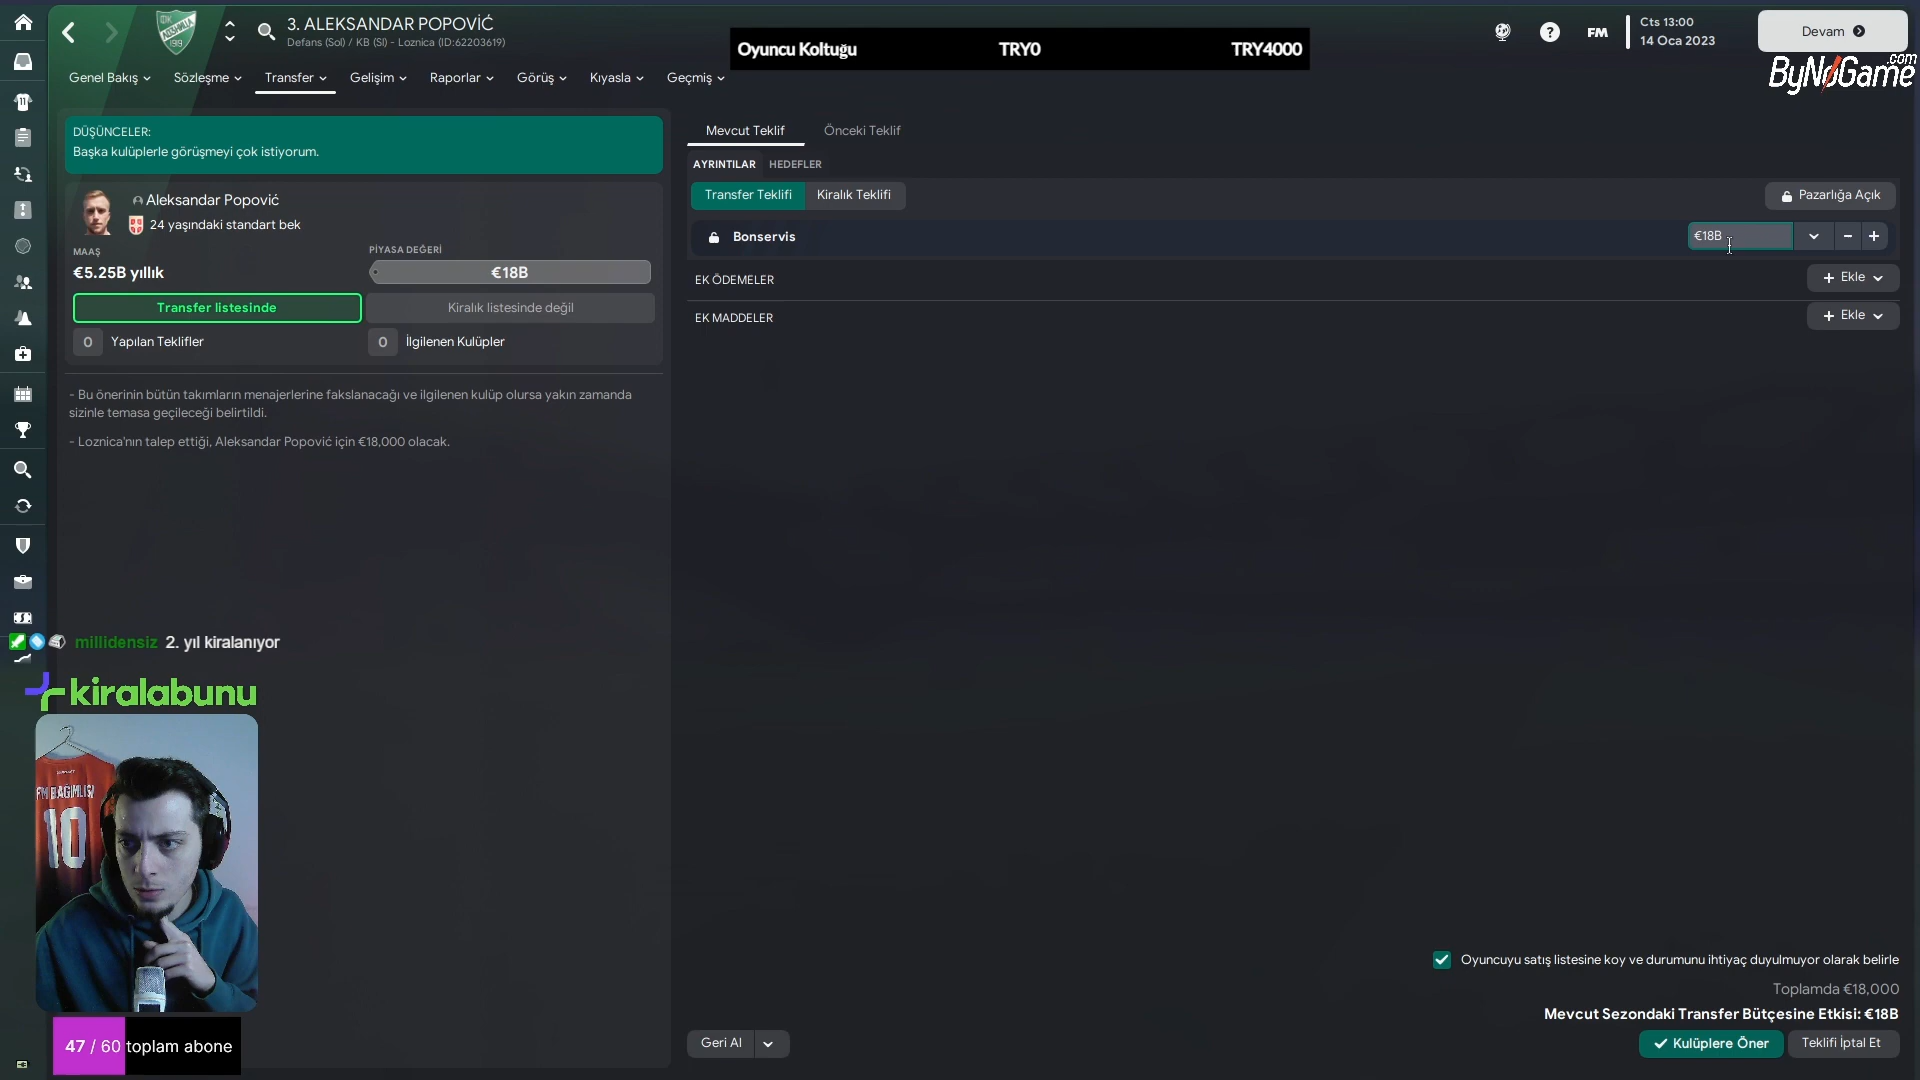 3. ALEKSANDAR POPOVIĆ
Defans (Sol) / KB (Sl) - Loznica (ID:62203619)
Oyuncu Koltuğu TRY0 TRY4000
FM
Cts 13:00
14 Oca 2023
Devam
ByNoGame.com
Genel Bakış Sözleşme Transfer Gelişim Raporlar Görüş Kıyasla Geçmiş
DÜŞÜNCELER:
Başka kulüplerle görüşmeyi çok istiyorum.
Aleksandar Popović
24 yaşındaki standart bek
MAAŞ
€5.25B yıllık
PİYASA DEĞERİ
€18B
Transfer listesinde
Kiralık listesinde değil
0 Yapılan Teklifler
0 İlgilenen Kulüpler
- Bu önerinin bütün takımların menajerlerine fakslanacağı ve ilgilenen kulüp olursa yakın zamanda
sizinle temasa geçileceği belirtildi.
- Loznica'nın talep ettiği, Aleksandar Popović için €18,000 olacak.
Mevcut Teklif Önceki Teklif
AYRINTILAR HEDEFLER
Transfer Teklifi Kiralık Teklifi
Pazarlığa Açık
Bonservis
€18B
EK ÖDEMELER
Ekle
EK MADDELER
Ekle
millidensiz 2. yıl kiralanıyor
kiralabunu
FM BAGIMLISI
10
47 / 60 toplam abone
Oyuncuyu satış listesine koy ve durumunu ihtiyaç duyulmuyor olarak belirle
Toplamda €18,000
Mevcut Sezondaki Transfer Bütçesine Etkisi: €18B
Geri Al
Kulüplere Öner
Teklifi İptal Et